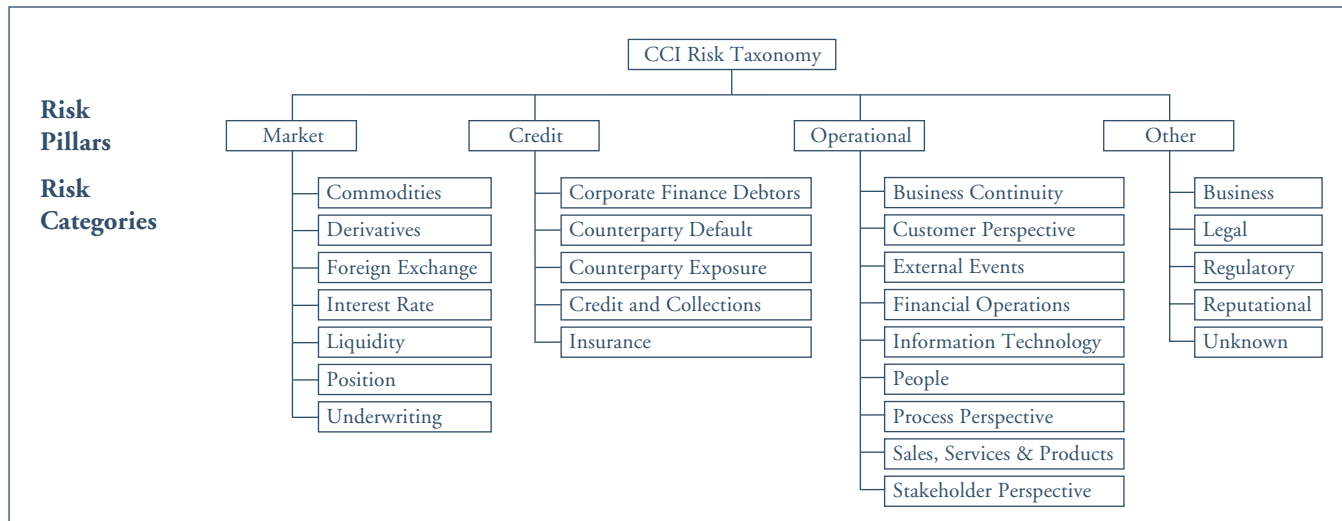 CCI Risk Taxonomy
Risk
Pillars
Market
Credit
Operational
Other
Risk
Categories
Commodities
Derivatives
Foreign Exchange
Interest Rate
Liquidity
Position
Underwriting
Corporate Finance Debtors
Counterparty Default
Counterparty Exposure
Credit and Collections
Insurance
Business Continuity
Customer Perspective
External Events
Financial Operations
Information Technology
People
Process Perspective
Sales, Services & Products
Stakeholder Perspective
Business
Legal
Regulatory
Reputational
Unknown